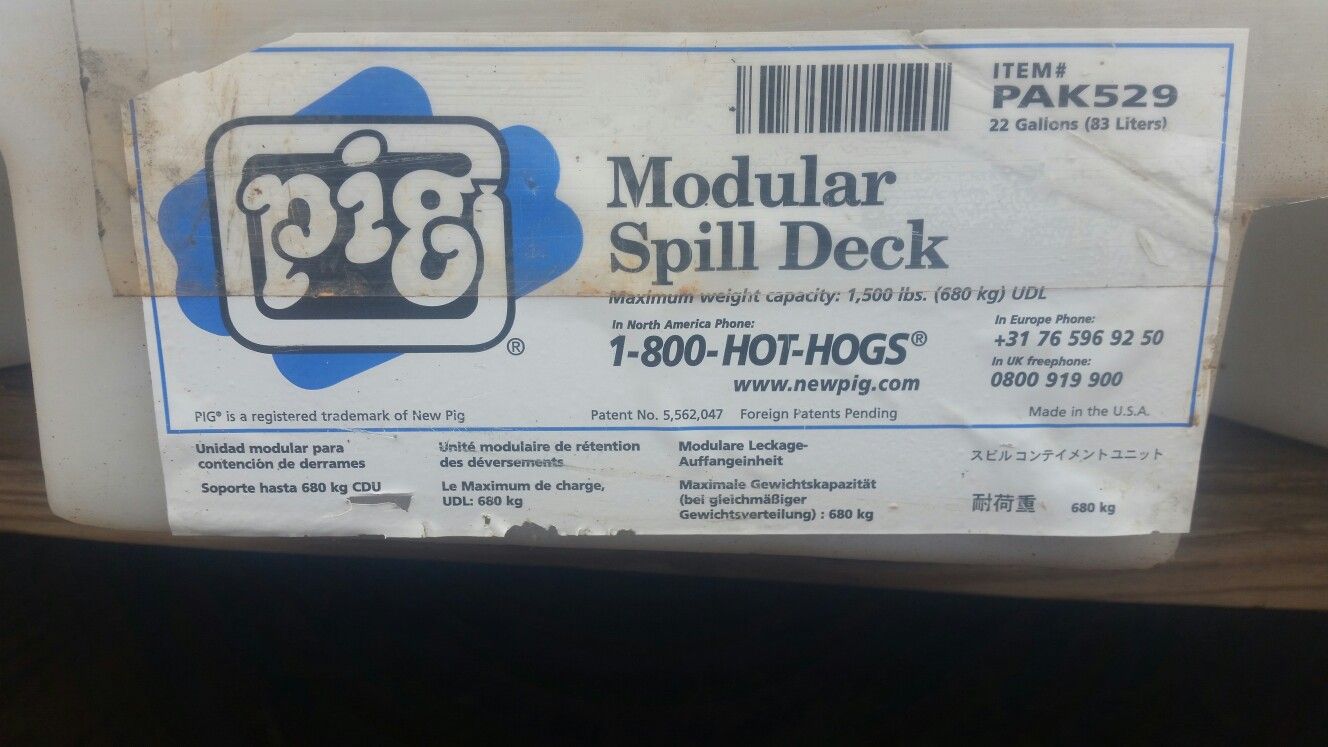 pig
®
ITEM#
PAK529
22 Gallons (83 Liters)
Modular
Spill Deck
Maximum weight capacity: 1,500 lbs. (680 kg) UDL
In North America Phone:
1-800-HOT-HOGS®
www.newpig.com
In Europe Phone:
+31 76 596 92 50
In UK freephone:
0800 919 900
PIG® is a registered trademark of New Pig
Patent No. 5,562,047 Foreign Patents Pending
Made in the U.S.A.
Unidad modular para
contención de derrames
Soporte hasta 680 kg CDU
Unité modulaire de rétention
des déversements
Le Maximum de charge,
UDL: 680 kg
Modulare Leckage-
Auffangeinheit
Maximale Gewichtskapazität
(bei gleichmäßiger
Gewichtsverteilung) : 680 kg
スピルコンテイメントユニット
耐荷重 680 kg